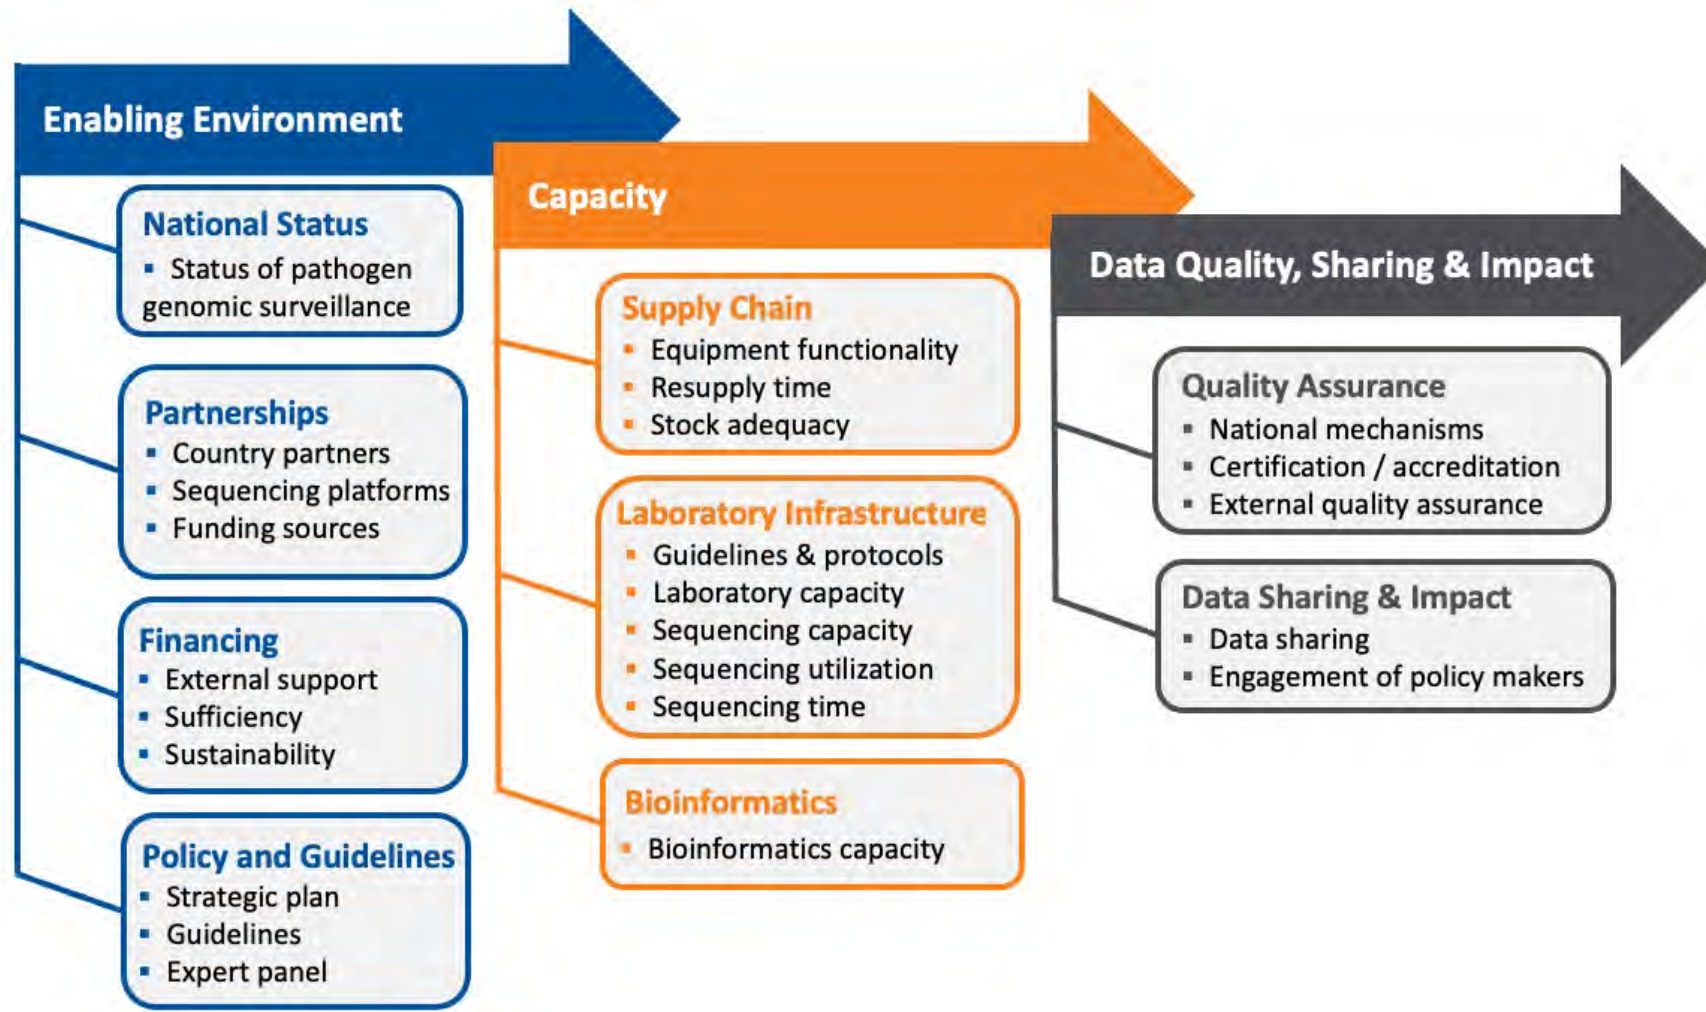 Enabling Environment
National Status
▪ Status of pathogen
genomic surveillance
Partnerships
▪ Country partners
▪ Sequencing platforms
▪ Funding sources
Financing
▪ External support
▪ Sufficiency
▪ Sustainability
Policy and Guidelines
▪ Strategic plan
▪ Guidelines
▪ Expert panel
Capacity
Supply Chain
▪ Equipment functionality
▪ Resupply time
▪ Stock adequacy
Laboratory Infrastructure
▪ Guidelines & protocols
▪ Laboratory capacity
▪ Sequencing capacity
▪ Sequencing utilization
▪ Sequencing time
Bioinformatics
▪ Bioinformatics capacity
Data Quality, Sharing & Impact
Quality Assurance
▪ National mechanisms
▪ Certification / accreditation
▪ External quality assurance
Data Sharing & Impact
▪ Data sharing
▪ Engagement of policy makers